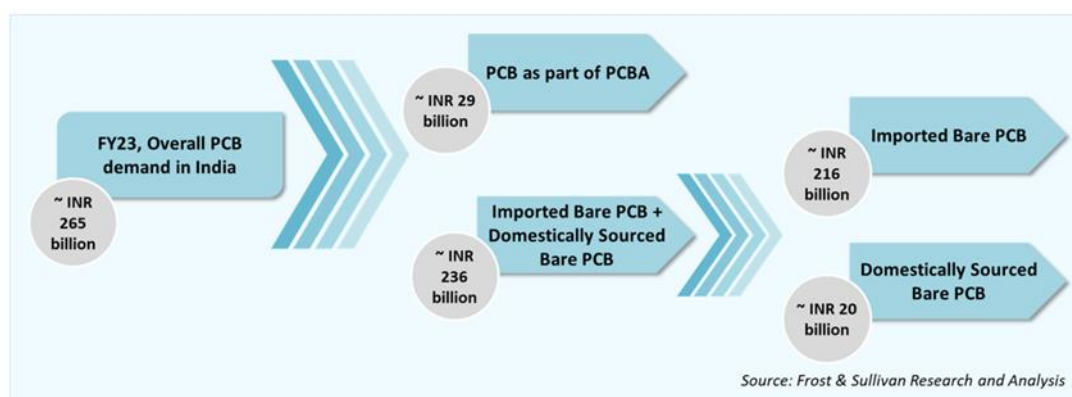 FY23, Overall PCB
demand in India
~ INR
265
billion
PCB as part of PCBA
~ INR 29
billion
Imported Bare PCB +
Domestically Sourced
Bare PCB
~ INR
236
billion
Imported Bare PCB
~ INR
216
billion
Domestically Sourced
Bare PCB
~ INR 20
billion
Source: Frost & Sullivan Research and Analysis